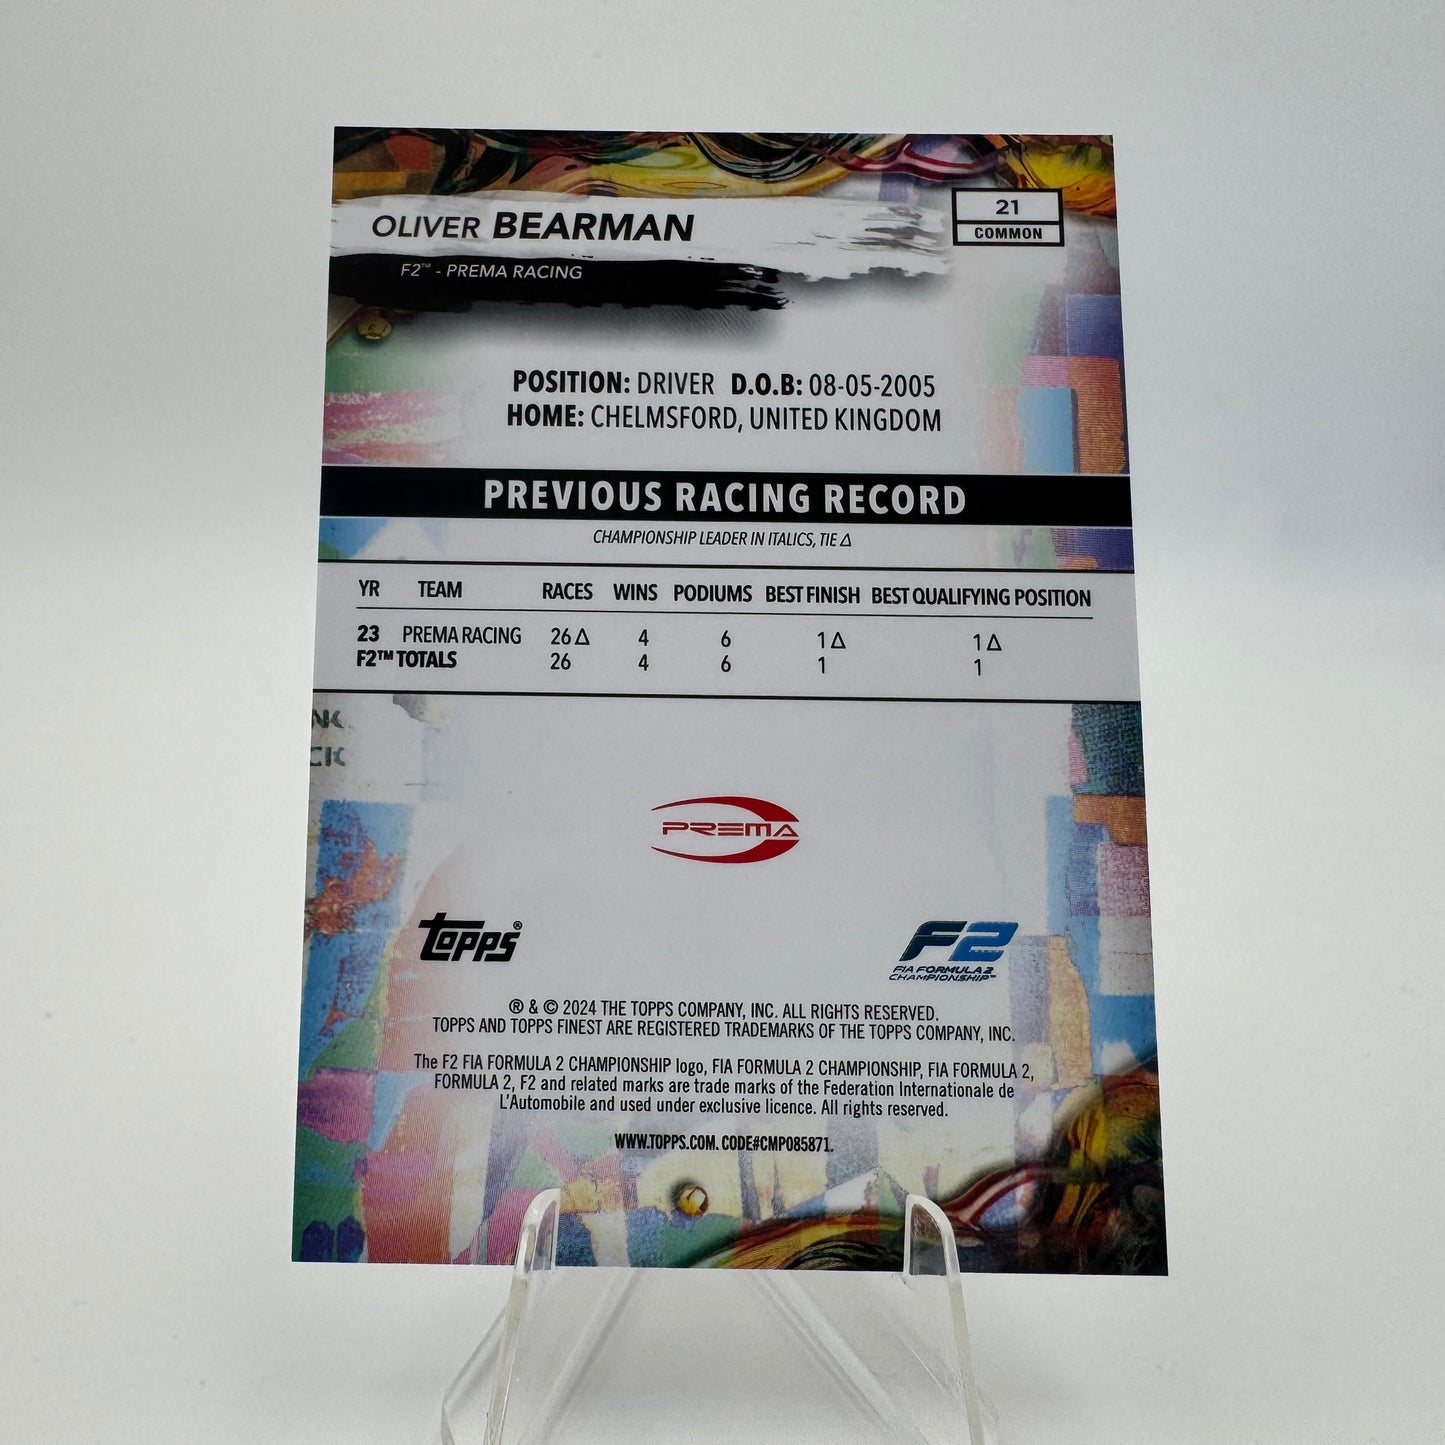 OLIVER BEARMAN
F2™ - PREMA RACING
21
COMMON
POSITION: DRIVER D.O.B: 08-05-2005
HOME: CHELMSFORD, UNITED KINGDOM
PREVIOUS RACING RECORD
CHAMPIONSHIP LEADER IN ITALICS, TIE Δ
YR TEAM RACES WINS PODIUMS BEST FINISH BEST QUALIFYING POSITION
23 PREMA RACING 26 Δ 4 6 1 Δ 1 Δ
F2™ TOTALS 26 4 6 1 1
PREMA
topps®
F2
FIA FORMULA 2
CHAMPIONSHIP™
® & © 2024 THE TOPPS COMPANY, INC. ALL RIGHTS RESERVED.
TOPPS AND TOPPS FINEST ARE REGISTERED TRADEMARKS OF THE TOPPS COMPANY, INC.
The F2 FIA FORMULA 2 CHAMPIONSHIP logo, FIA FORMULA 2 CHAMPIONSHIP, FIA FORMULA 2,
FORMULA 2, F2 and related marks are trade marks of the Federation Internationale de
L'Automobile and used under exclusive licence. All rights reserved.
WWW.TOPPS.COM. CODE#CMP085871.